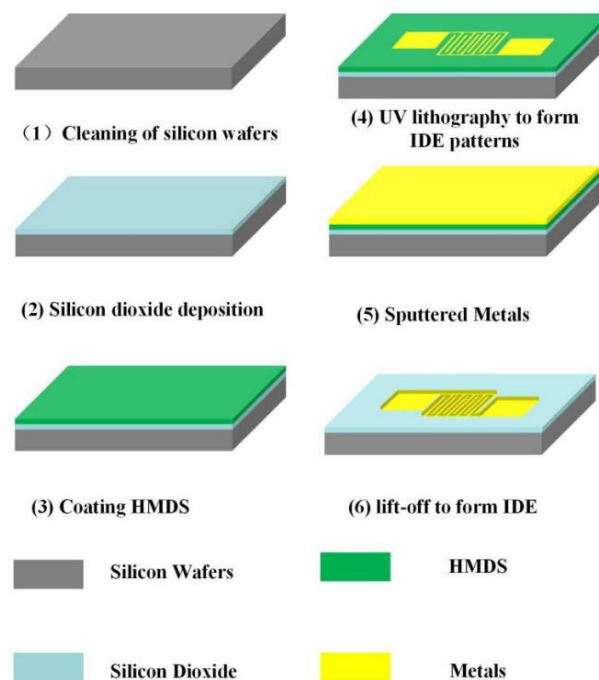 （1）Cleaning of silicon wafers
(2) Silicon dioxide deposition
(3) Coating HMDS
(4) UV lithography to form
IDE patterns
(5) Sputtered Metals
(6) lift-off to form IDE
Silicon Wafers
HMDS
Silicon Dioxide
Metals